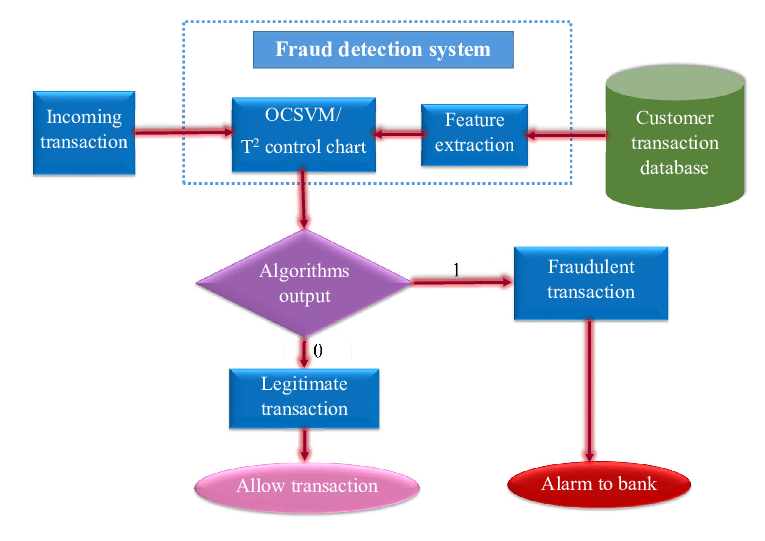 Fraud detection system
Incoming
transaction
OCSVM/
T² control chart
Feature
extraction
Customer
transaction
database
Algorithms
output
1
Fraudulent
transaction
0
Legitimate
transaction
Allow transaction
Alarm to bank